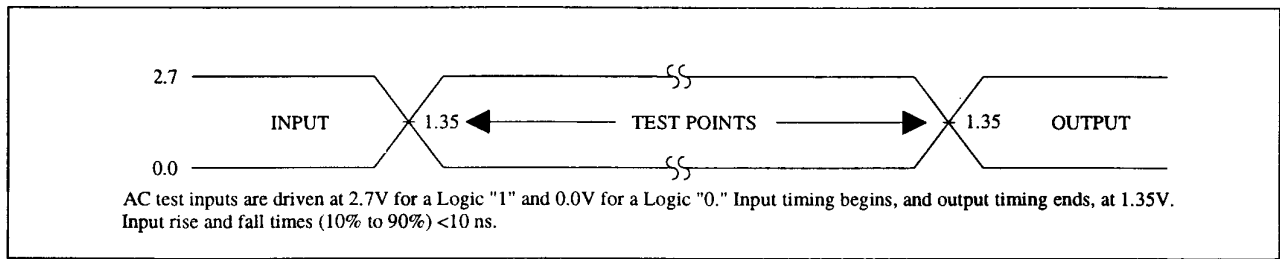 2.7
INPUT 1.35 TEST POINTS 1.35 OUTPUT
0.0
AC test inputs are driven at 2.7V for a Logic "1" and 0.0V for a Logic "0." Input timing begins, and output timing ends, at 1.35V.
Input rise and fall times (10% to 90%) <10 ns.